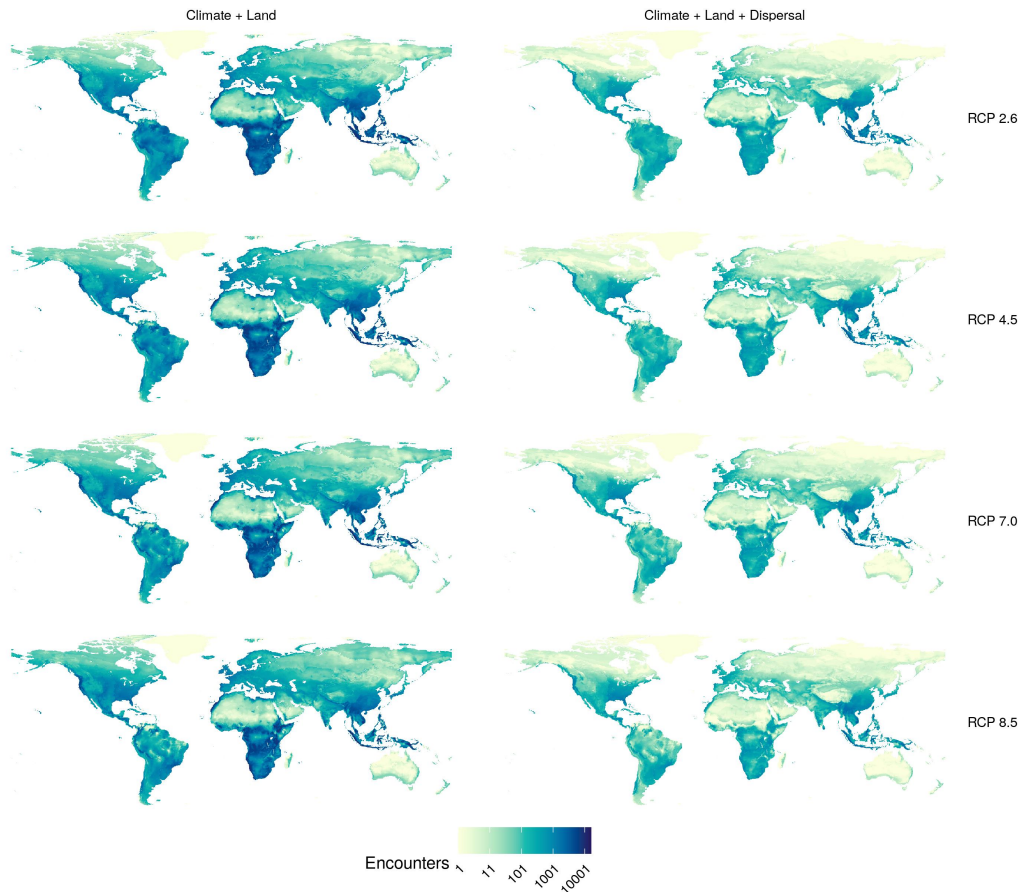 Climate + Land
Climate + Land + Dispersal
RCP 2.6
RCP 4.5
RCP 7.0
RCP 8.5
Encounters
1
11
101
1001
10001